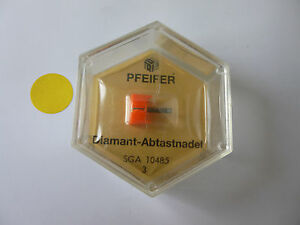 PFEIFER
Diamant-Abtastnadel
SGA 10485
3